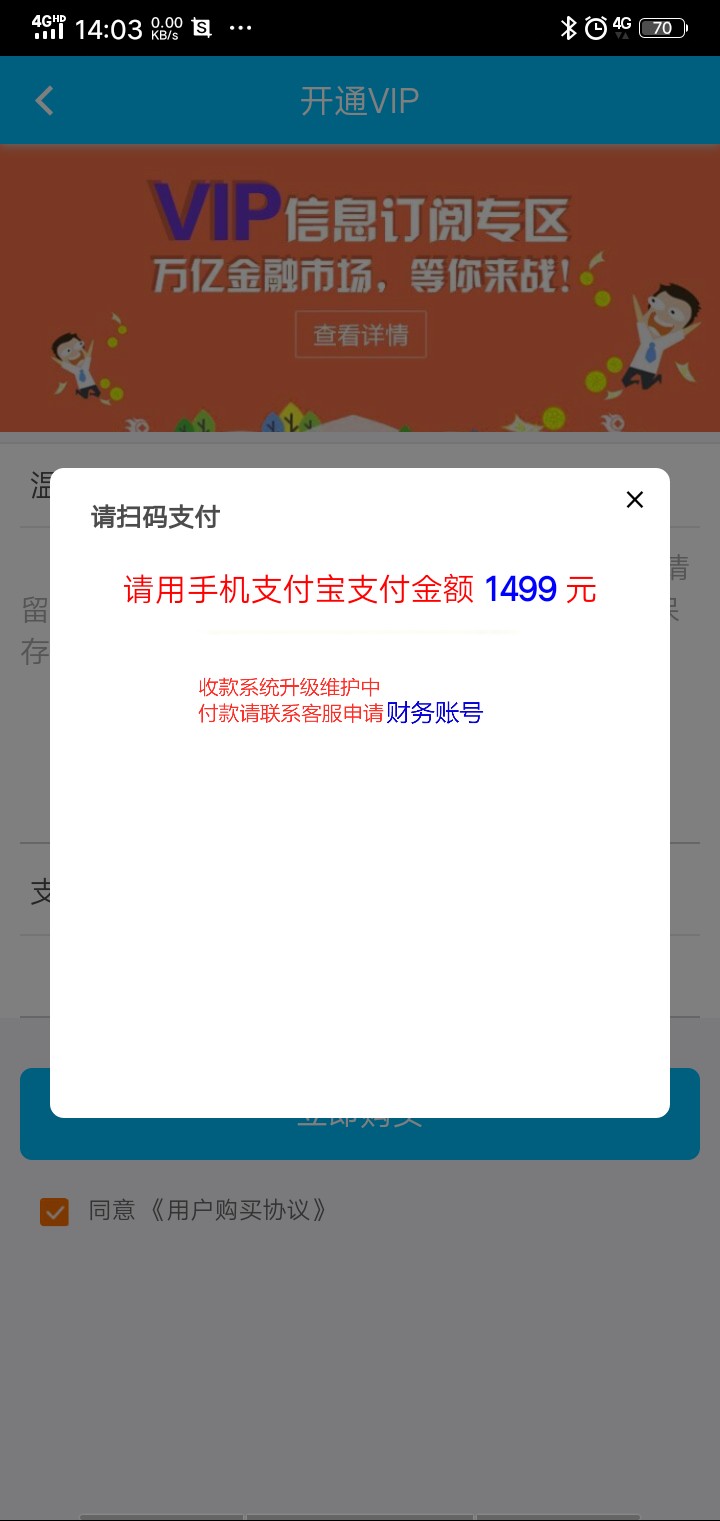 4G HD 14:03 0.00 KB/s S ··· 4G 70
开通VIP
VIP信息订阅专区
万亿金融市场，等你来战！
查看详情
温
请扫码支付
请用手机支付宝支付金额 1499 元
情
留
存
收款系统升级维护中
付款请联系客服申请财务账号
支
立即购买
同意《用户购买协议》